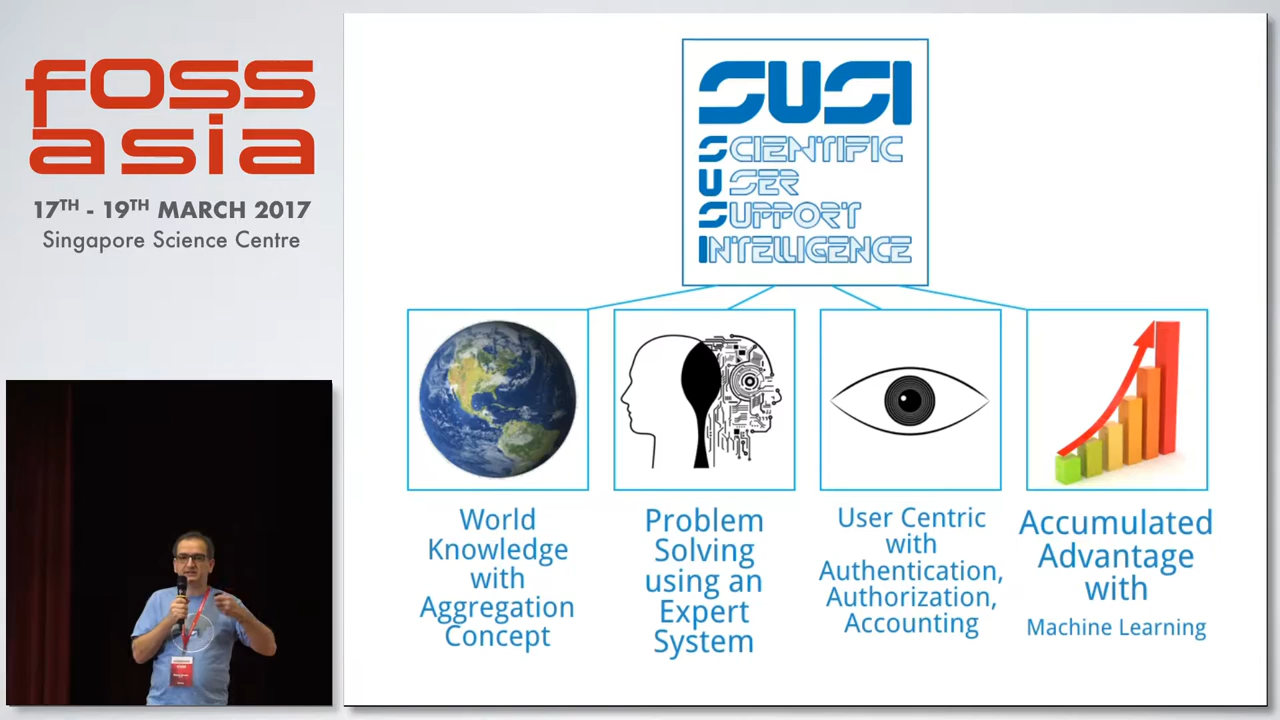 foss
asia
17TH - 19TH MARCH 2017
Singapore Science Centre
SUSI
SCIENTIFIC
USER
SUPPORT
INTELLIGENCE
World
Knowledge
with
Aggregation
Concept
Problem
Solving
using an
Expert
System
User Centric
with
Authentication,
Authorization,
Accounting
Accumulated
Advantage
with
Machine Learning